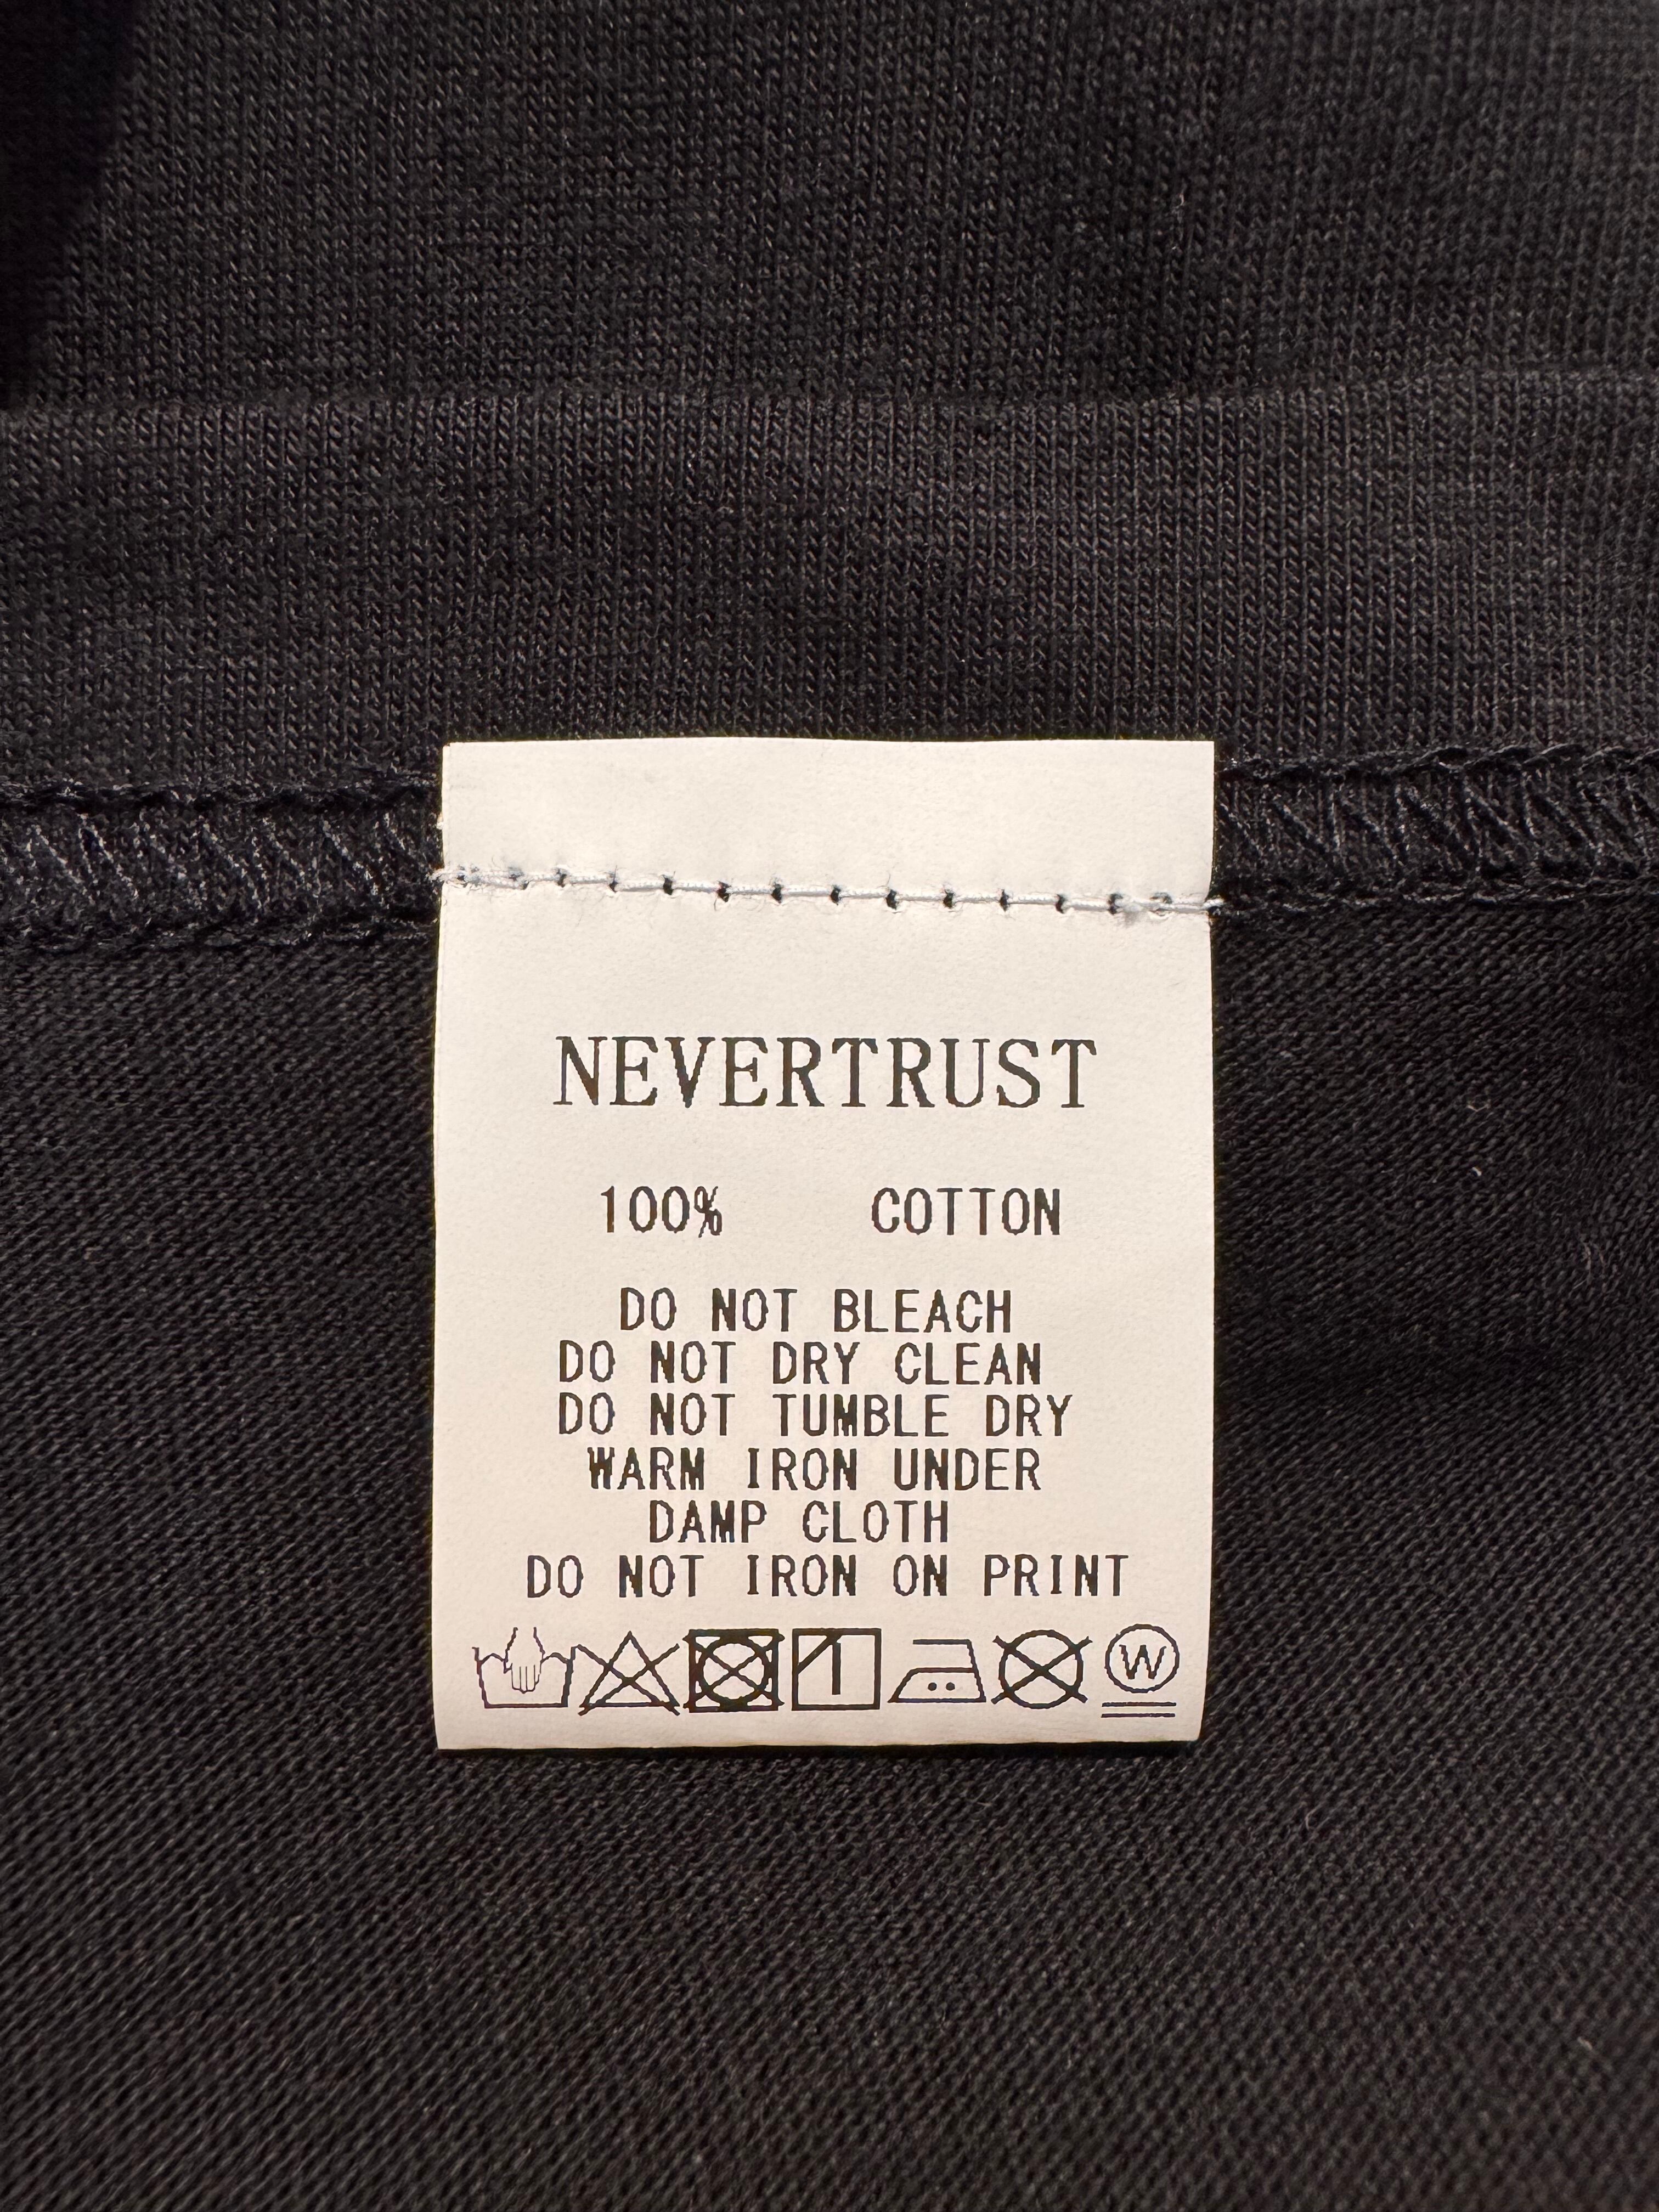 NEVERTRUST
100% COTTON
DO NOT BLEACH
DO NOT DRY CLEAN
DO NOT TUMBLE DRY
WARM IRON UNDER
DAMP CLOTH
DO NOT IRON ON PRINT
W